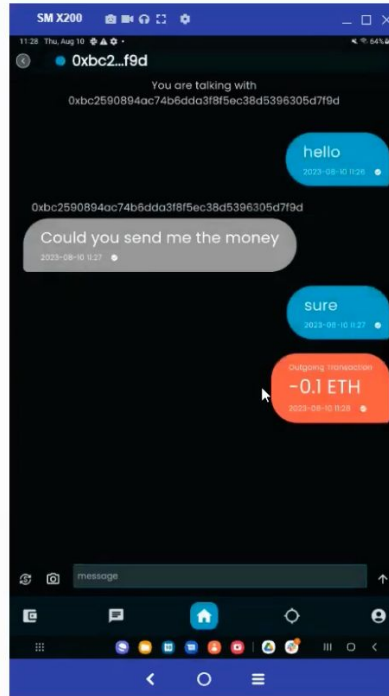 SM X200
11:28 Thu, Aug 10
64%
0xbc2...f9d
You are talking with
0xbc2590894ac74b6dda3f8f5ec38d5396305d7f9d
hello
2023-08-10 11:26
0xbc2590894ac74b6dda3f8f5ec38d5396305d7f9d
Could you send me the money
2023-08-10 11:27
sure
2023-08-10 11:27
Outgoing transaction
-0.1 ETH
2023-08-10 11:28
message